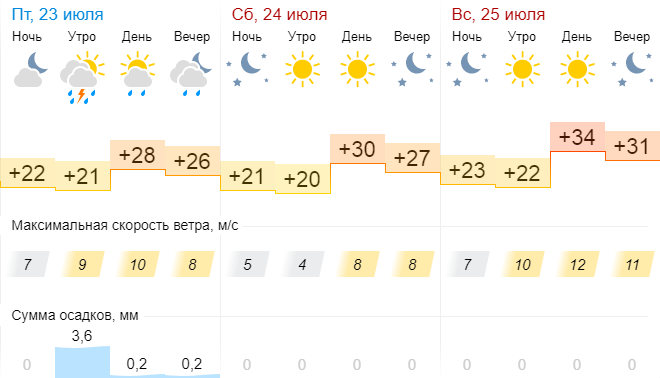 Пт, 23 июля Сб, 24 июля Вс, 25 июля
Ночь Утро День Вечер Ночь Утро День Вечер Ночь Утро День Вечер
+22 +21 +28 +26 +21 +20 +30 +27 +23 +22 +34 +31
Максимальная скорость ветра, м/с
7 9 10 8 5 4 8 8 7 10 12 11
Сумма осадков, мм
0 3,6 0,2 0,2 0 0 0 0 0 0 0 0